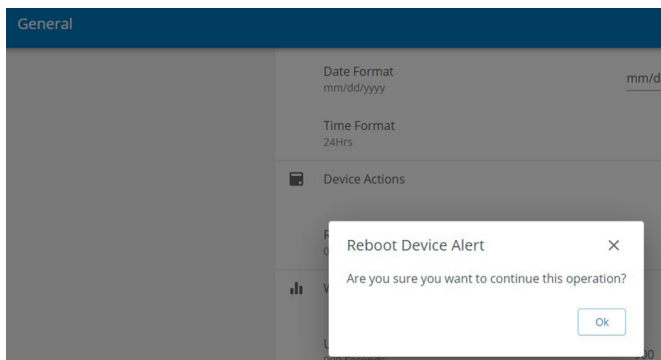 General
Date Format
mm/dd/yyyy
mm/d
Time Format
24Hrs
Device Actions
Reboot Device Alert
Are you sure you want to continue this operation?
Ok